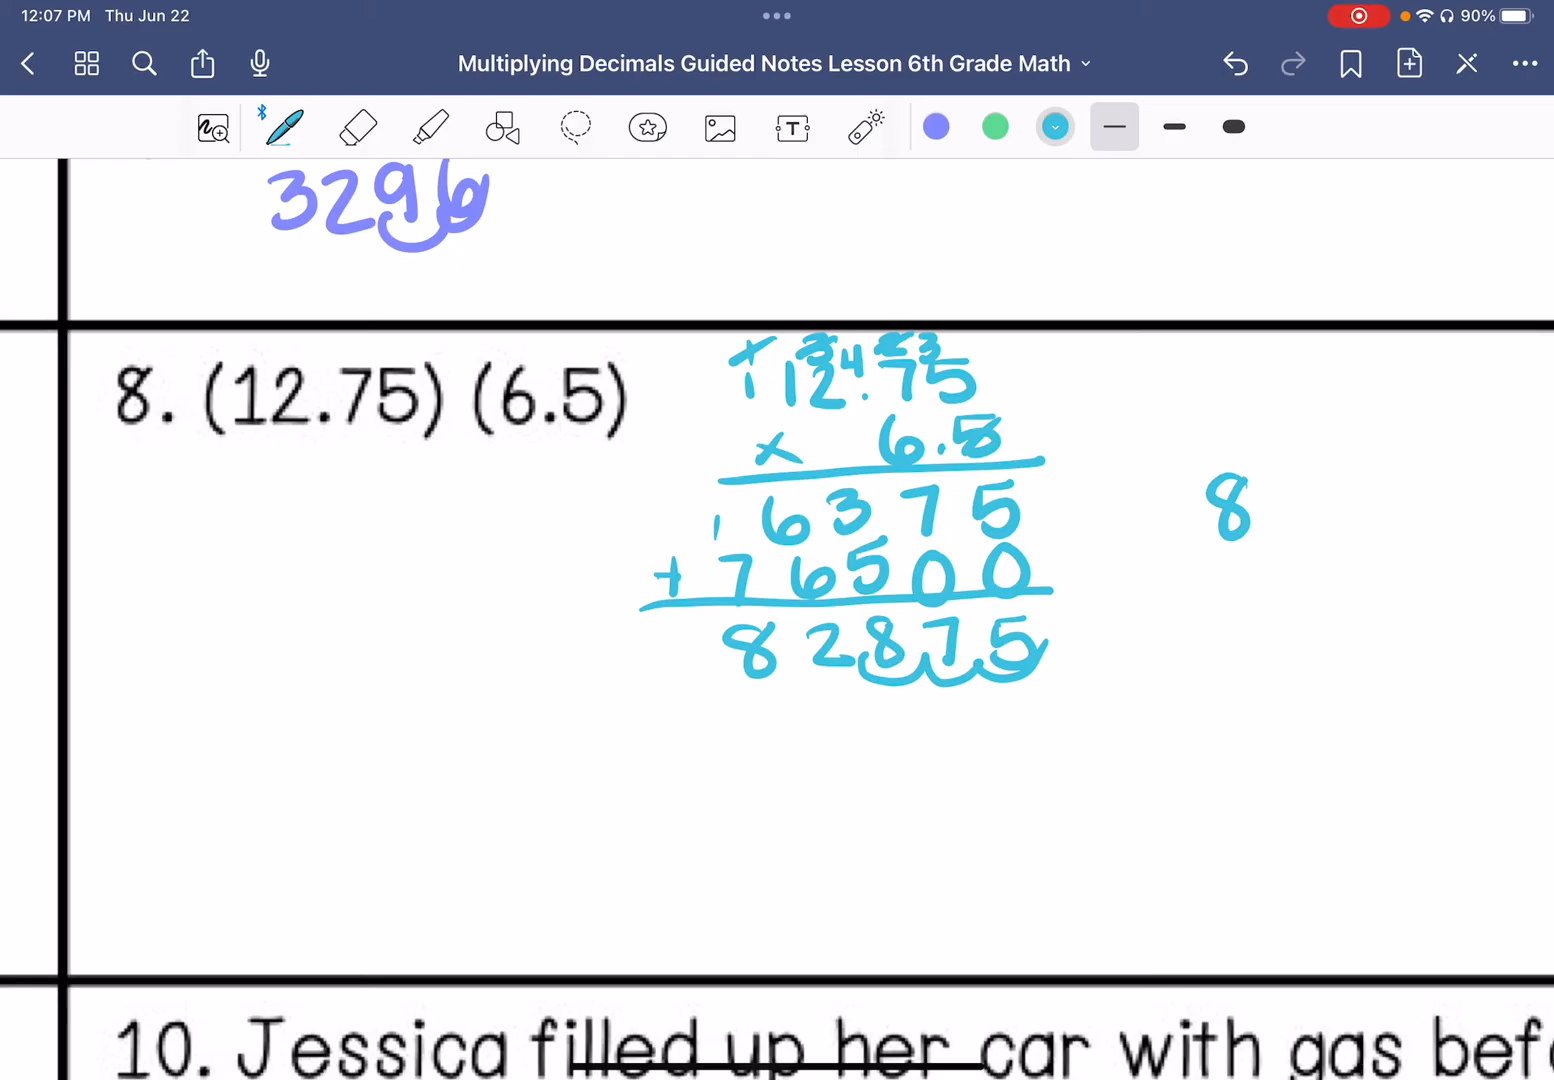 12:07 PM Thu Jun 22
90%
Multiplying Decimals Guided Notes Lesson 6th Grade Math
T
3296
8. (12.75) (6.5)
12.75
× 6.5
6375
+ 76500
82875
8
10. Jessica filled up her car with gas bef